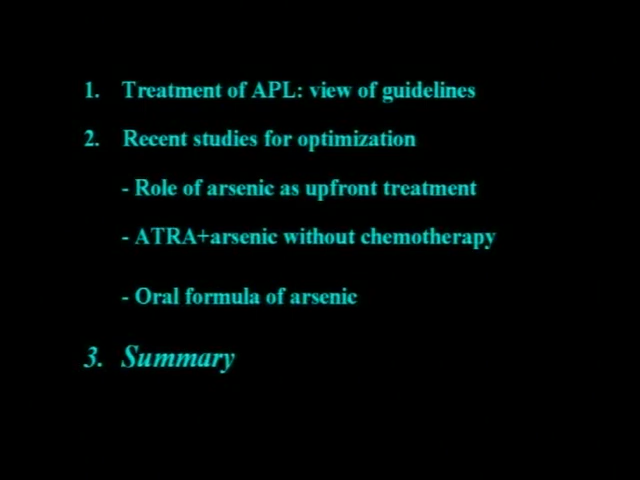 1. Treatment of APL: view of guidelines
2. Recent studies for optimization
- Role of arsenic as upfront treatment
- ATRA+arsenic without chemotherapy
- Oral formula of arsenic
3. Summary